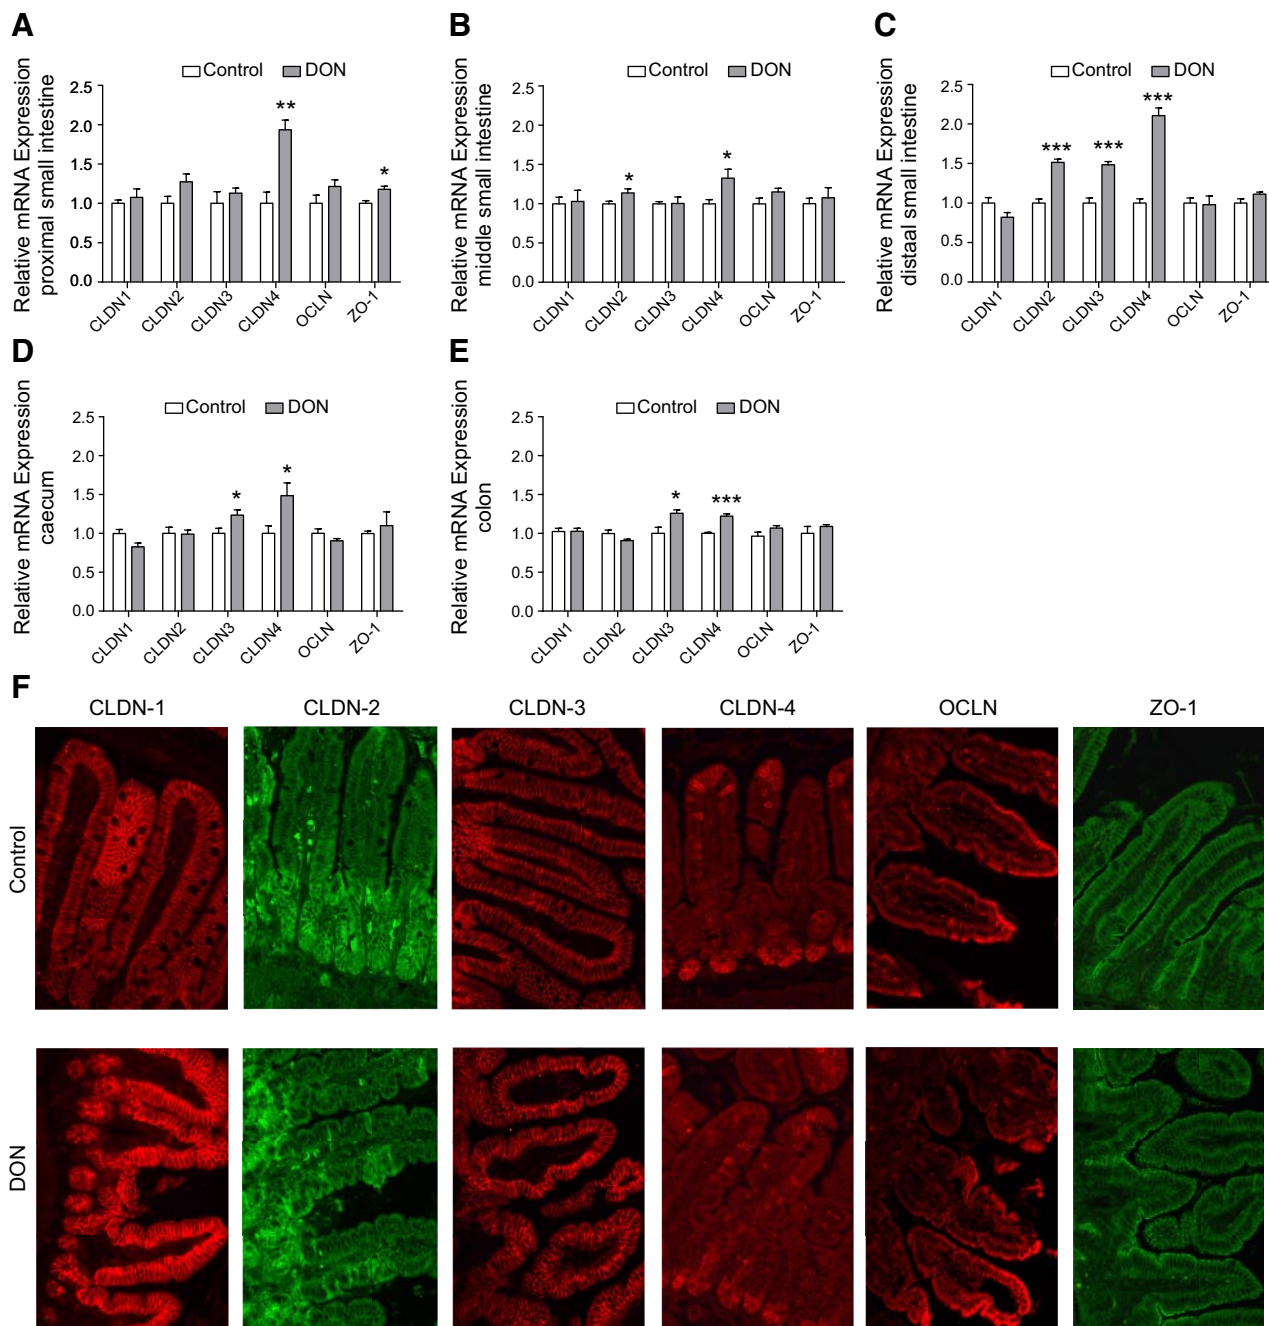 A
Control DON
Relative mRNA Expression
proximal small intestine
2.5
2.0
1.5
1.0
0.5
0.0
** *
CLDN1 CLDN2 CLDN3 CLDN4 OCLN ZO-1
B
Control DON
Relative mRNA Expression
middle small intestine
2.5
2.0
1.5
1.0
0.5
0.0
* *
CLDN1 CLDN2 CLDN3 CLDN4 OCLN ZO-1
C
Control DON
Relative mRNA Expression
distaal small intestine
2.5
2.0
1.5
1.0
0.5
0.0
*** *** ***
CLDN1 CLDN2 CLDN3 CLDN4 OCLN ZO-1
D
Control DON
Relative mRNA Expression
caecum
2.5
2.0
1.5
1.0
0.5
0.0
* *
CLDN1 CLDN2 CLDN3 CLDN4 OCLN ZO-1
E
Control DON
Relative mRNA Expression
colon
2.5
2.0
1.5
1.0
0.5
0.0
* ***
CLDN1 CLDN2 CLDN3 CLDN4 OCLN ZO-1
F
CLDN-1 CLDN-2 CLDN-3 CLDN-4 OCLN ZO-1
Control
DON